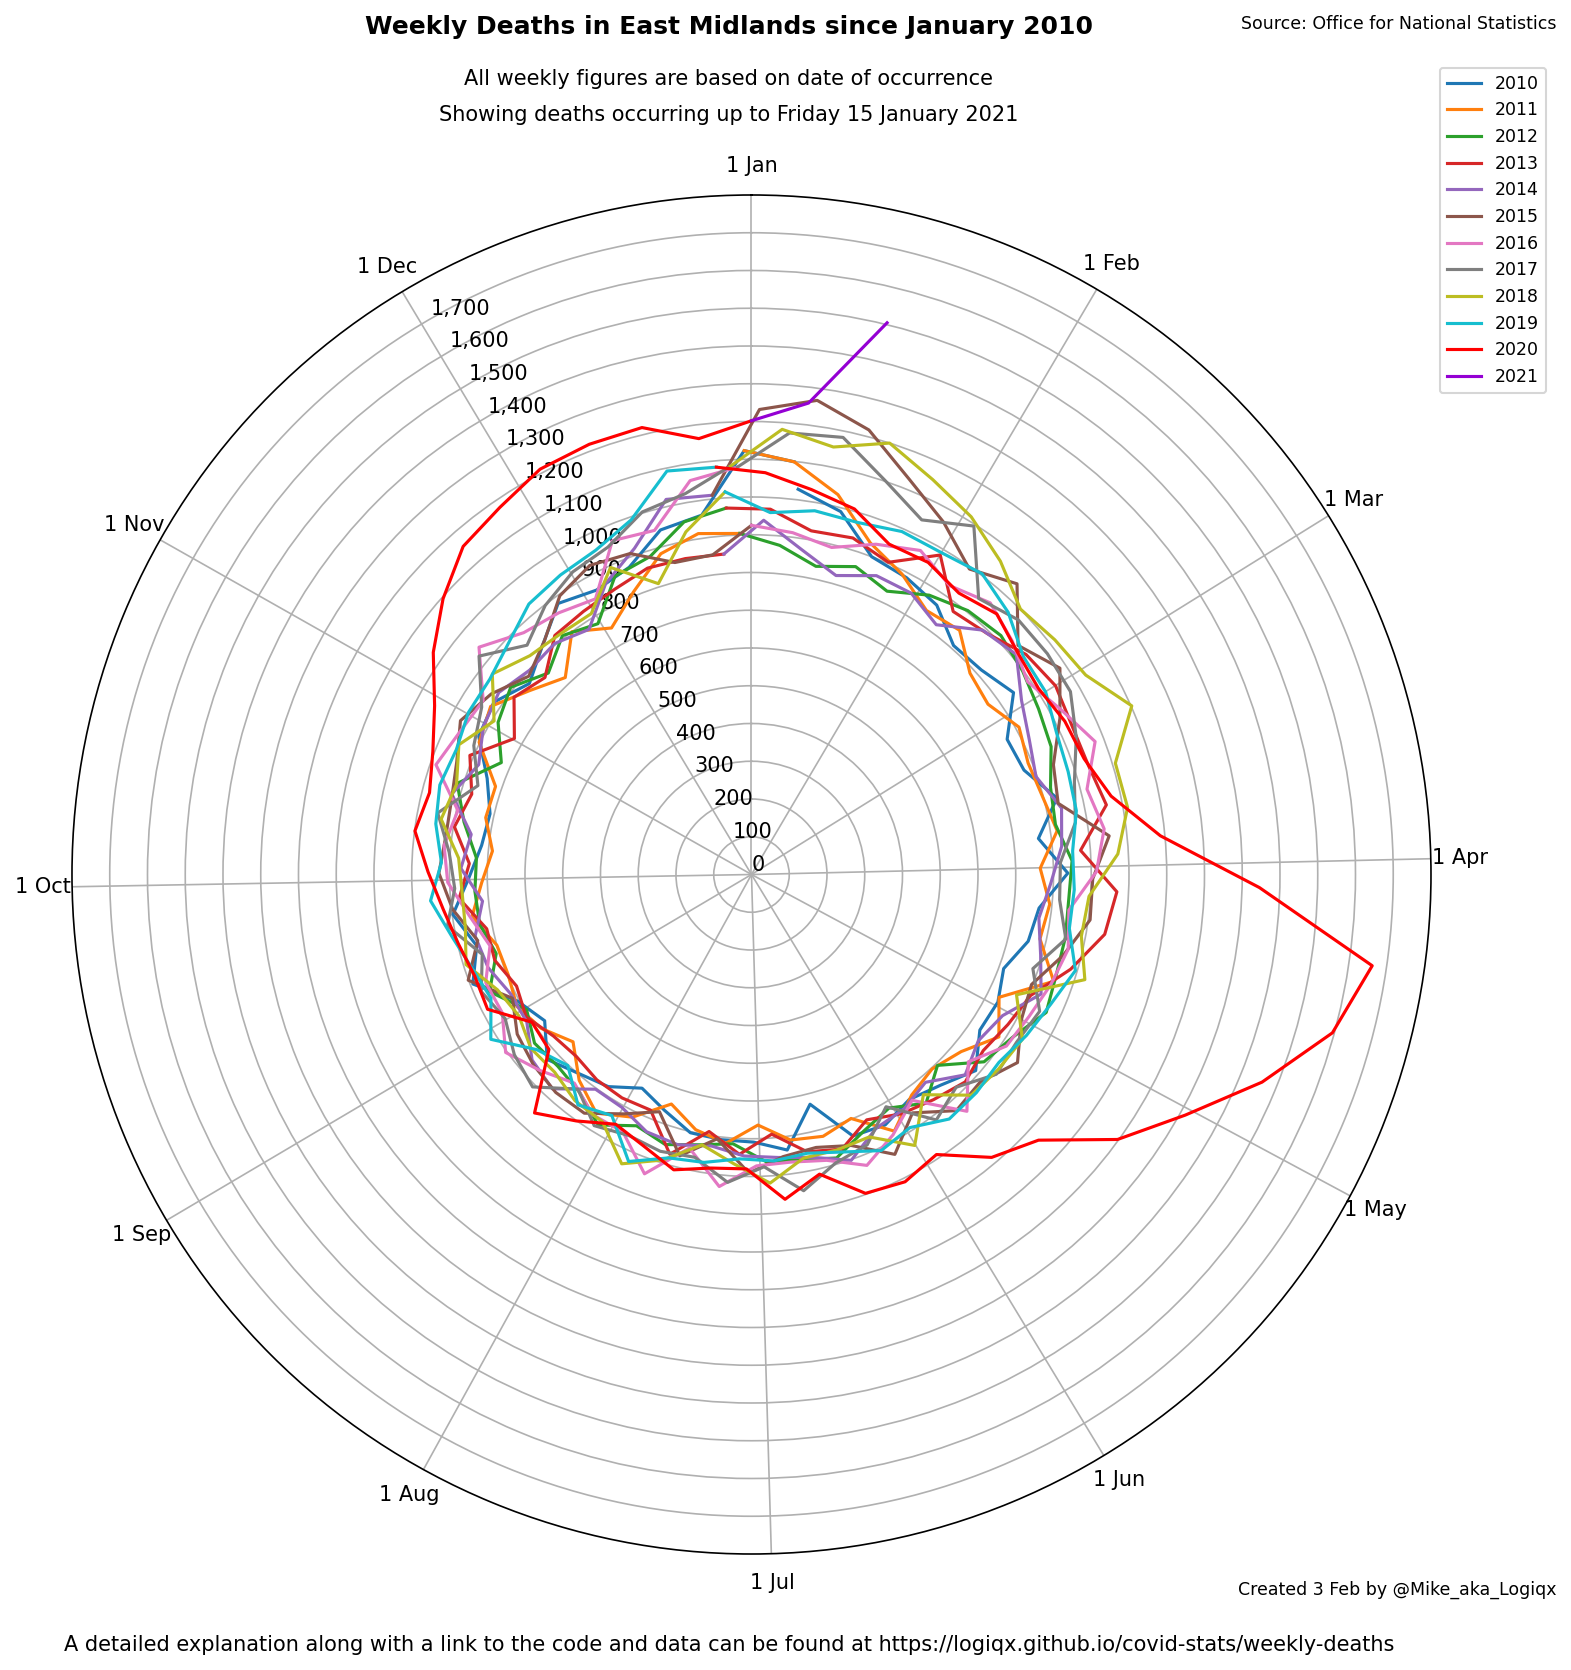 Weekly Deaths in East Midlands since January 2010
Source: Office for National Statistics
All weekly figures are based on date of occurrence
Showing deaths occurring up to Friday 15 January 2021
2010
2011
2012
2013
2014
2015
2016
2017
2018
2019
2020
2021
1 Jan
1 Feb
1 Mar
1 Apr
1 May
1 Jun
1 Jul
1 Aug
1 Sep
1 Oct
1 Nov
1 Dec
1,700
1,600
1,500
1,400
1,300
1,200
1,100
1,000
900
800
700
600
500
400
300
200
100
0
Created 3 Feb by @Mike_aka_Logiqx
A detailed explanation along with a link to the code and data can be found at https://logiqx.github.io/covid-stats/weekly-deaths